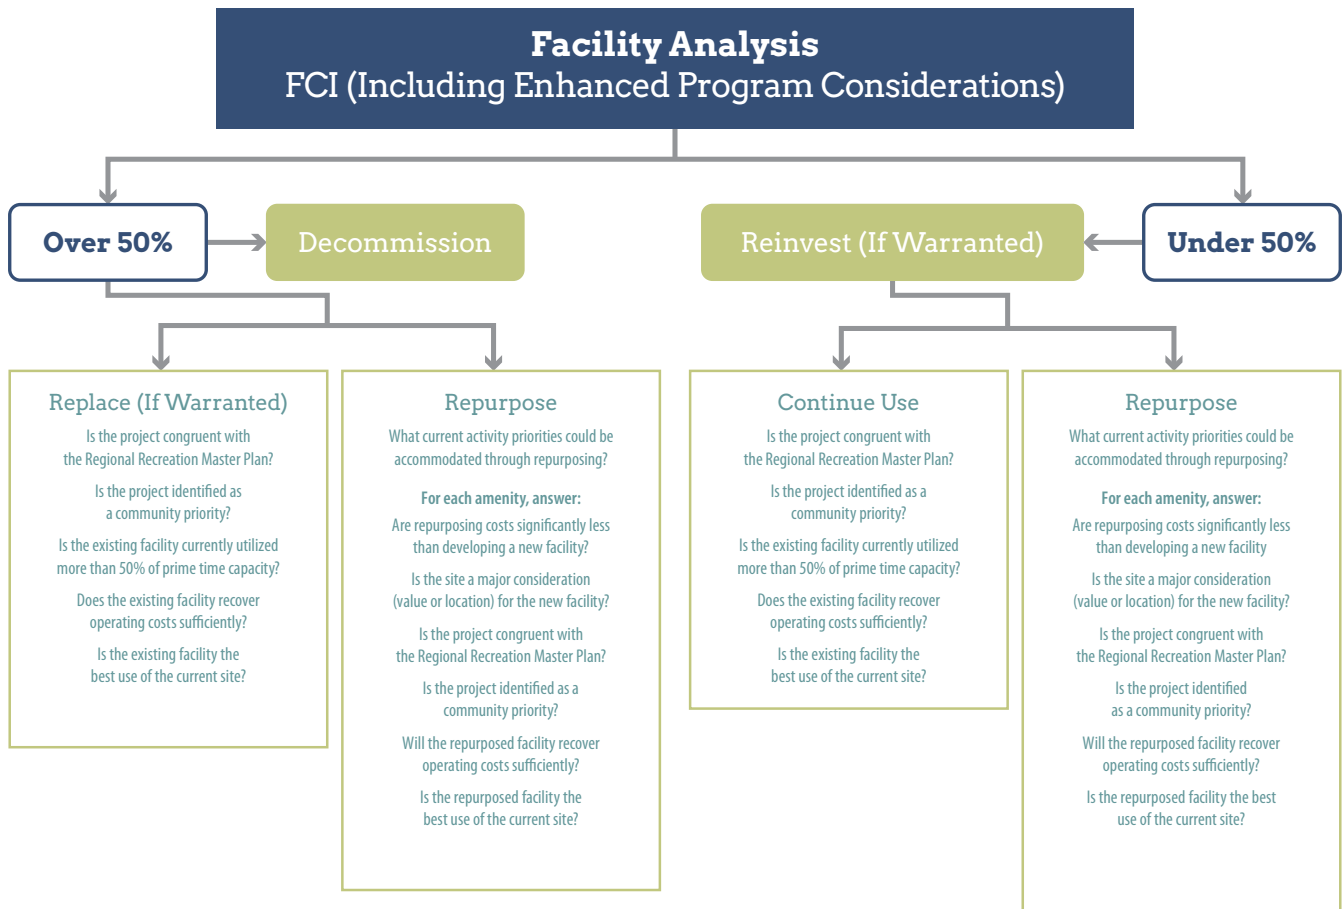 Facility Analysis
FCI (Including Enhanced Program Considerations)
Over 50%
Decommission
Reinvest (If Warranted)
Under 50%
Replace (If Warranted)
Is the project congruent with
the Regional Recreation Master Plan?
Is the project identified as
a community priority?
Is the existing facility currently utilized
more than 50% of prime time capacity?
Does the existing facility recover
operating costs sufficiently?
Is the existing facility the
best use of the current site?
Repurpose
What current activity priorities could be
accommodated through repurposing?
For each amenity, answer:
Are repurposing costs significantly less
than developing a new facility?
Is the site a major consideration
(value or location) for the new facility?
Is the project congruent with
the Regional Recreation Master Plan?
Is the project identified as a
community priority?
Will the repurposed facility recover
operating costs sufficiently?
Is the repurposed facility the
best use of the current site?
Continue Use
Is the project congruent with
the Regional Recreation Master Plan?
Is the project identified as a
community priority?
Is the existing facility currently utilized
more than 50% of prime time capacity?
Does the existing facility recover
operating costs sufficiently?
Is the existing facility the
best use of the current site?
Repurpose
What current activity priorities could be
accommodated through repurposing?
For each amenity, answer:
Are repurposing costs significantly less
than developing a new facility
Is the site a major consideration
(value or location) for the new facility?
Is the project congruent with
the Regional Recreation Master Plan?
Is the project identified
as a community priority?
Will the repurposed facility recover
operating costs sufficiently?
Is the repurposed facility the best
use of the current site?